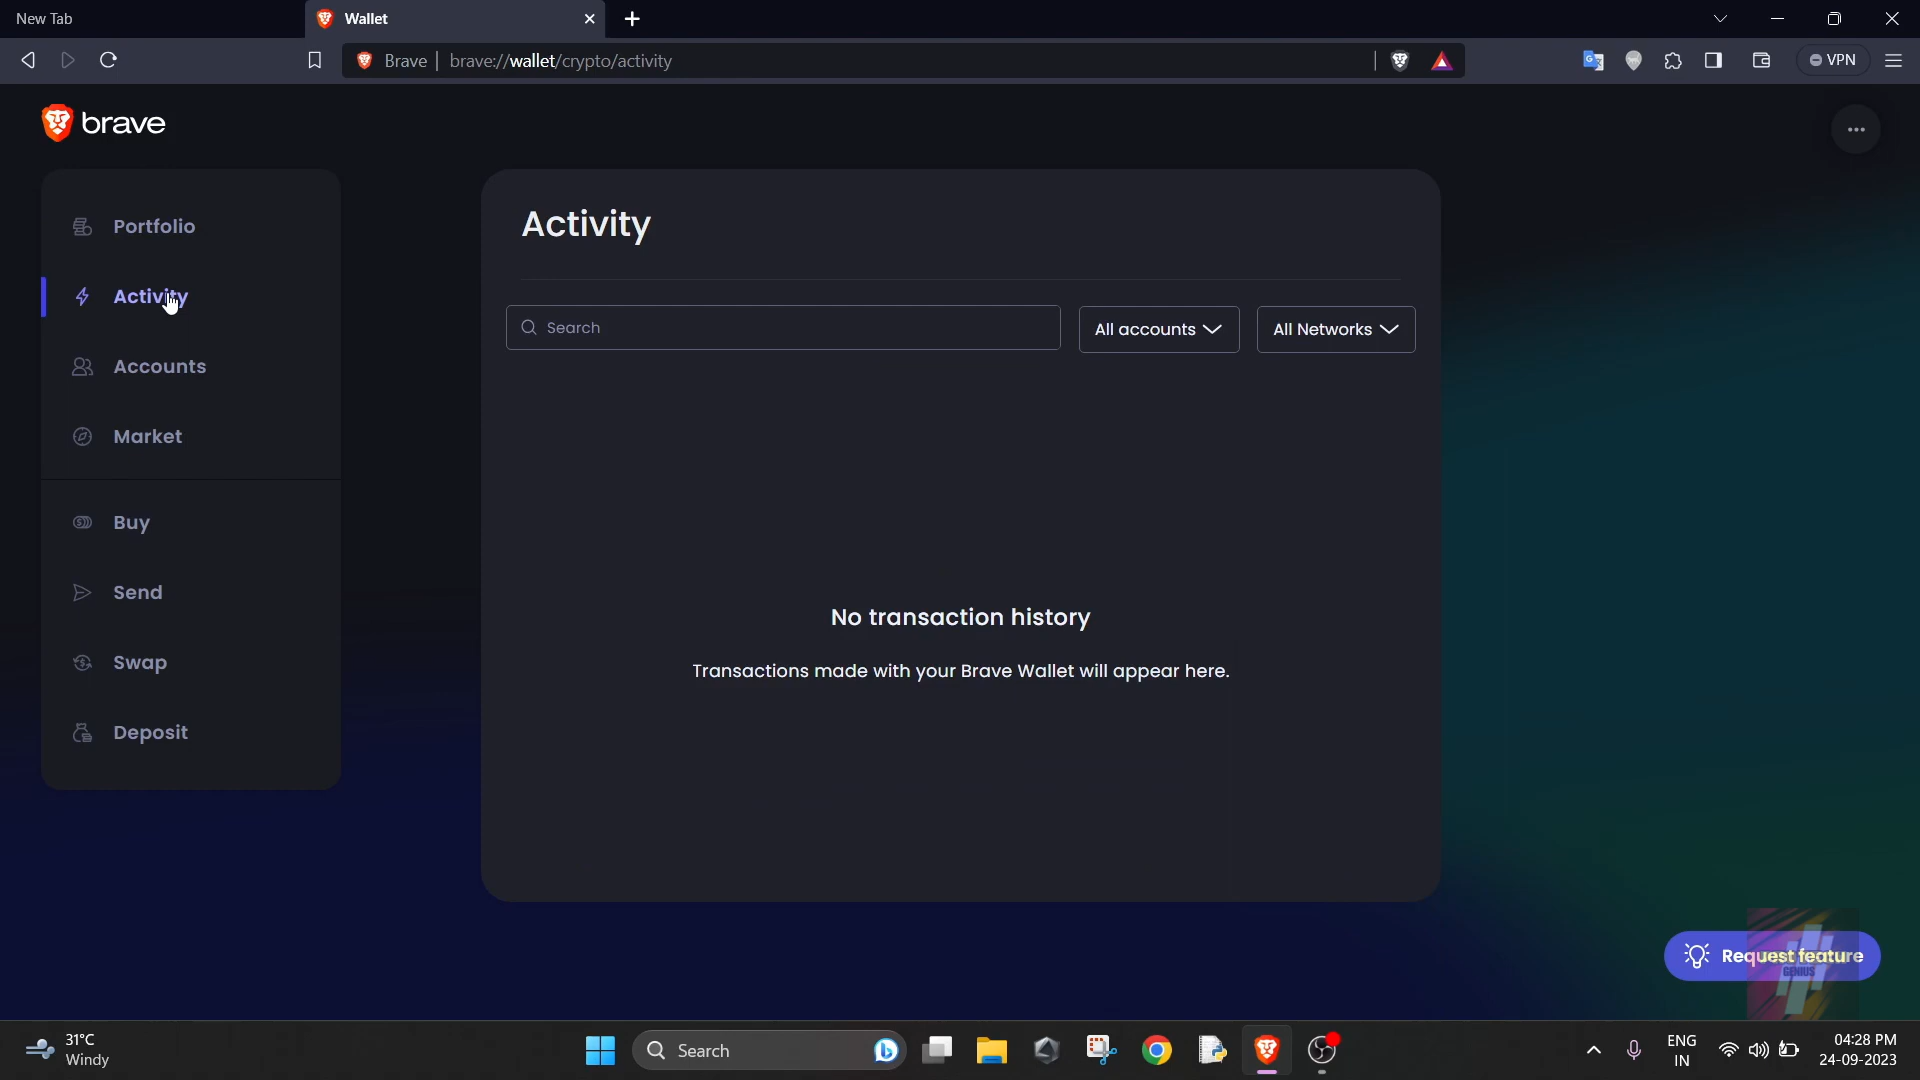 New Tab
Wallet
Brave
brave://wallet/crypto/activity
VPN
brave
Portfolio
Activity
Accounts
Market
Buy
Send
Swap
Deposit
Activity
Search
All accounts
All Networks
No transaction history
Transactions made with your Brave Wallet will appear here.
Request feature
GENIUS
31°C
Windy
Search
ENG
IN
04:28 PM
24-09-2023